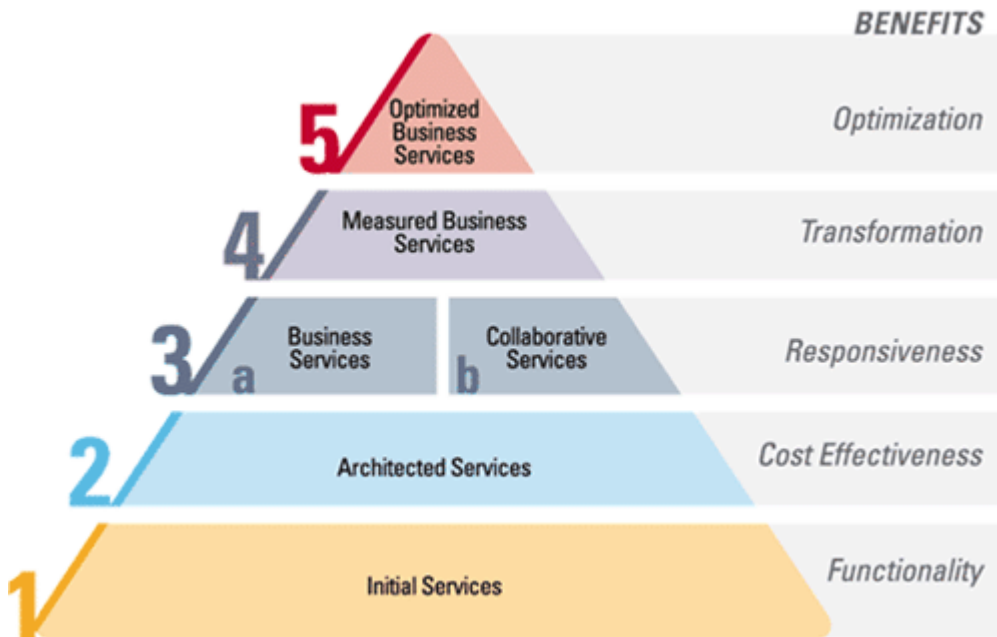 BENEFITS
5
Optimized
Business
Services
Optimization
4
Measured Business
Services
Transformation
3
a
Business
Services
b
Collaborative
Services
Responsiveness
2
Architected Services
Cost Effectiveness
1
Initial Services
Functionality